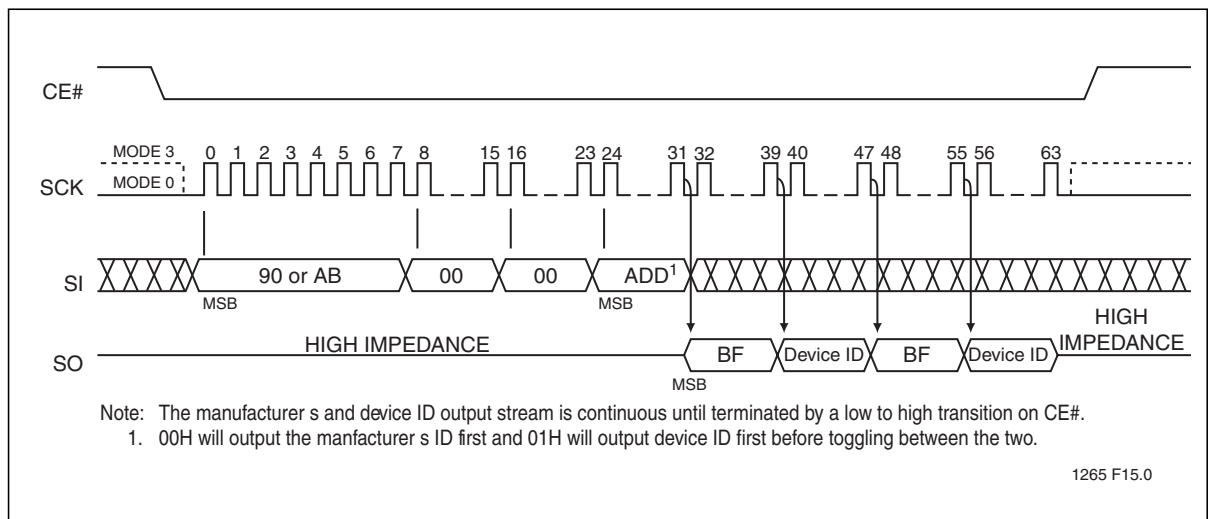 CE#
MODE 3
MODE 0
SCK
0 1 2 3 4 5 6 7 8 15 16 23 24 31 32 39 40 47 48 55 56 63
SI
90 or AB 00 00 ADD1
MSB MSB
HIGH IMPEDANCE
HIGH IMPEDANCE
SO
BF Device ID BF Device ID
MSB
Note: The manufacturer s and device ID output stream is continuous until terminated by a low to high transition on CE#.
1. 00H will output the manfacturer s ID first and 01H will output device ID first before toggling between the two.
1265 F15.0